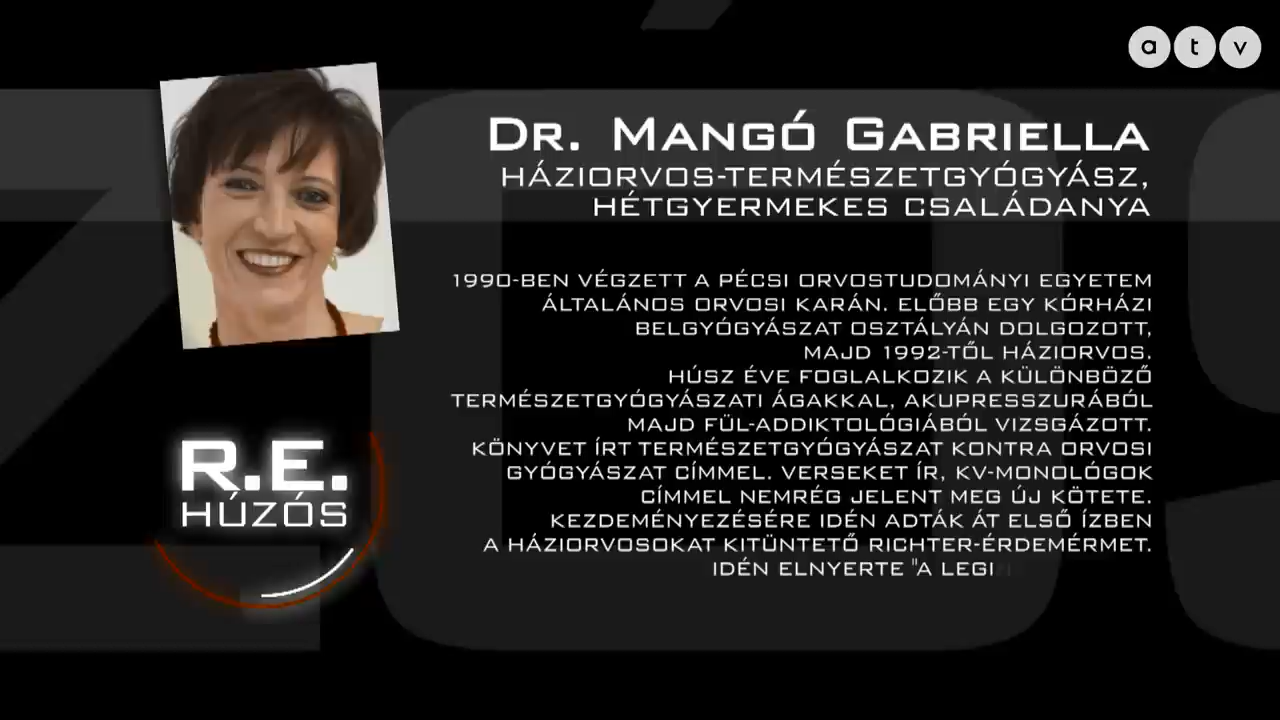 atv
DR. MANGÓ GABRIELLA
HÁZIORVOS-TERMÉSZETGYÓGYÁSZ,
HÉTGYERMEKES CSALÁDANYA
1990-BEN VÉGZETT A PÉCSI ORVOSTUDOMÁNYI EGYETEM
ÁLTALÁNOS ORVOSI KARÁN. ELŐBB EGY KÓRHÁZI
BELGYÓGYÁSZAT OSZTÁLYÁN DOLGOZOTT,
MAJD 1992-TŐL HÁZIORVOS.
HÚSZ ÉVE FOGLALKOZIK A KÜLÖNBÖZŐ
TERMÉSZETGYÓGYÁSZATI ÁGAKKAL, AKUPRESSZURÁBÓL
MAJD FÜL-ADDIKTOLÓGIÁBÓL VIZSGÁZOTT.
KÖNYVET ÍRT TERMÉSZETGYÓGYÁSZAT KONTRA ORVOSI
GYÓGYÁSZAT CÍMMEL. VERSEKET ÍR, KV-MONOLÓGOK
CÍMMEL NEMRÉG JELENT MEG ÚJ KÖTETE.
KEZDEMÉNYEZÉSÉRE IDÉN ADTÁK ÁT ELSŐ ÍZBEN
A HÁZIORVOSOKAT KITÜNTETŐ RICHTER-ÉRDEMÉRMET.
IDÉN ELNYERTE "A LEGI
R.E.
HÚZÓS